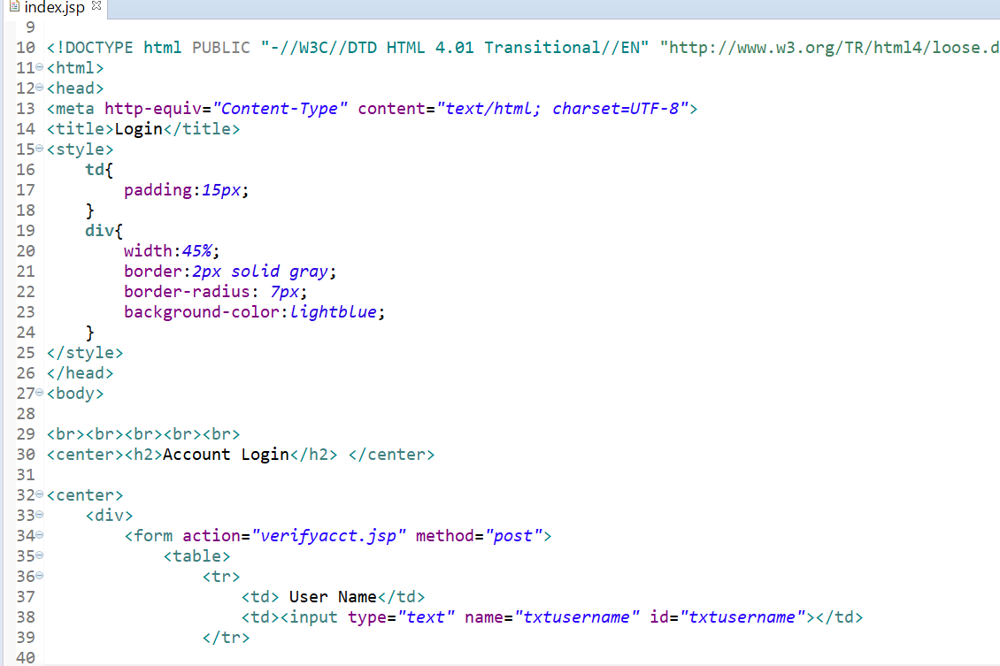 index.jsp
9
10 <!DOCTYPE html PUBLIC "-//W3C//DTD HTML 4.01 Transitional//EN" "http://www.w3.org/TR/html4/loose.d
11 <html>
12 <head>
13 <meta http-equiv="Content-Type" content="text/html; charset=UTF-8">
14 <title>Login</title>
15 <style>
16     td{
17         padding:15px;
18     }
19     div{
20         width:45%;
21         border:2px solid gray;
22         border-radius: 7px;
23         background-color:lightblue;
24     }
25 </style>
26 </head>
27 <body>
28
29 <br><br><br><br><br>
30 <center><h2>Account Login</h2> </center>
31
32 <center>
33     <div>
34         <form action="verifyacct.jsp" method="post">
35             <table>
36                 <tr>
37                     <td> User Name</td>
38                     <td><input type="text" name="txtusername" id="txtusername"></td>
39                 </tr>
40